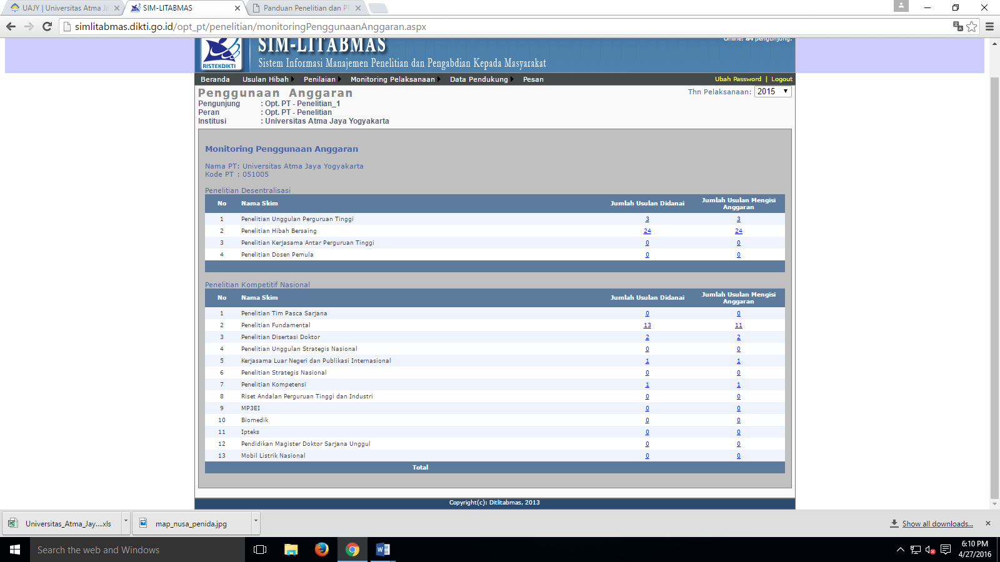 UAJY | Universitas Atma Ja
SIM-LITABMAS
Panduan Penelitian dan PP
simlitabmas.dikti.go.id/opt_pt/penelitian/monitoringPenggunaanAnggaran.aspx
RISTEKDIKTI
SIM-LITABMAS
Online: 84 pengunjung.
Sistem Informasi Manajemen Penelitian dan Pengabdian Kepada Masyarakat
Beranda Usulan Hibah Penilaian Monitoring Pelaksanaan Data Pendukung Pesan Ubah Password | Logout
Penggunaan Anggaran
Thn Pelaksanaan: 2015
Pengunjung : Opt. PT - Penelitian_1
Peran : Opt. PT - Penelitian
Institusi : Universitas Atma Jaya Yogyakarta
Monitoring Penggunaan Anggaran
Nama PT: Universitas Atma Jaya Yogyakarta
Kode PT : 051005
Penelitian Desentralisasi
No Nama Skim Jumlah Usulan Didanai Jumlah Usulan Mengisi Anggaran
1 Penelitian Unggulan Perguruan Tinggi 3 3
2 Penelitian Hibah Bersaing 24 24
3 Penelitian Kerjasama Antar Perguruan Tinggi 0 0
4 Penelitian Dosen Pemula 0 0
Penelitian Kompetitif Nasional
No Nama Skim Jumlah Usulan Didanai Jumlah Usulan Mengisi Anggaran
1 Penelitian Tim Pasca Sarjana 0 0
2 Penelitian Fundamental 13 11
3 Penelitian Disertasi Doktor 2 2
4 Penelitian Unggulan Strategis Nasional 0 0
5 Kerjasama Luar Negeri dan Publikasi Internasional 1 1
6 Penelitian Strategis Nasional 0 0
7 Penelitian Kompetensi 1 1
8 Riset Andalan Perguruan Tinggi dan Industri 0 0
9 MP3EI 0 0
10 Biomedik 0 0
11 Ipteks 0 0
12 Pendidikan Magister Doktor Sarjana Unggul 0 0
13 Mobil Listrik Nasional 0 0
Total
Copyright(c): Ditlitabmas, 2013
Universitas_Atma_Jay....xls
map_nusa_penida.jpg
Show all downloads...
Search the web and Windows
6:10 PM
4/27/2016